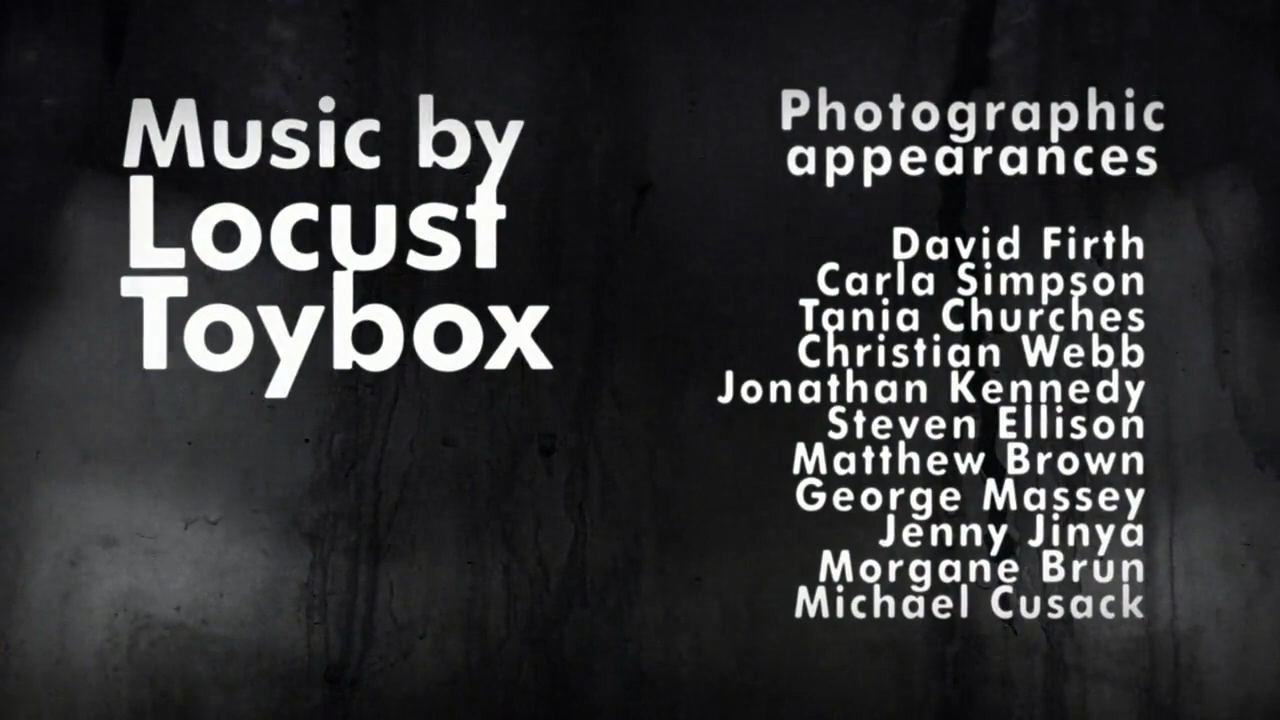 Music by
Locust
Toybox
Photographic
appearances
David Firth
Carla Simpson
Tania Churches
Christian Webb
Jonathan Kennedy
Steven Ellison
Matthew Brown
George Massey
Jenny Jinya
Morgane Brun
Michael Cusack